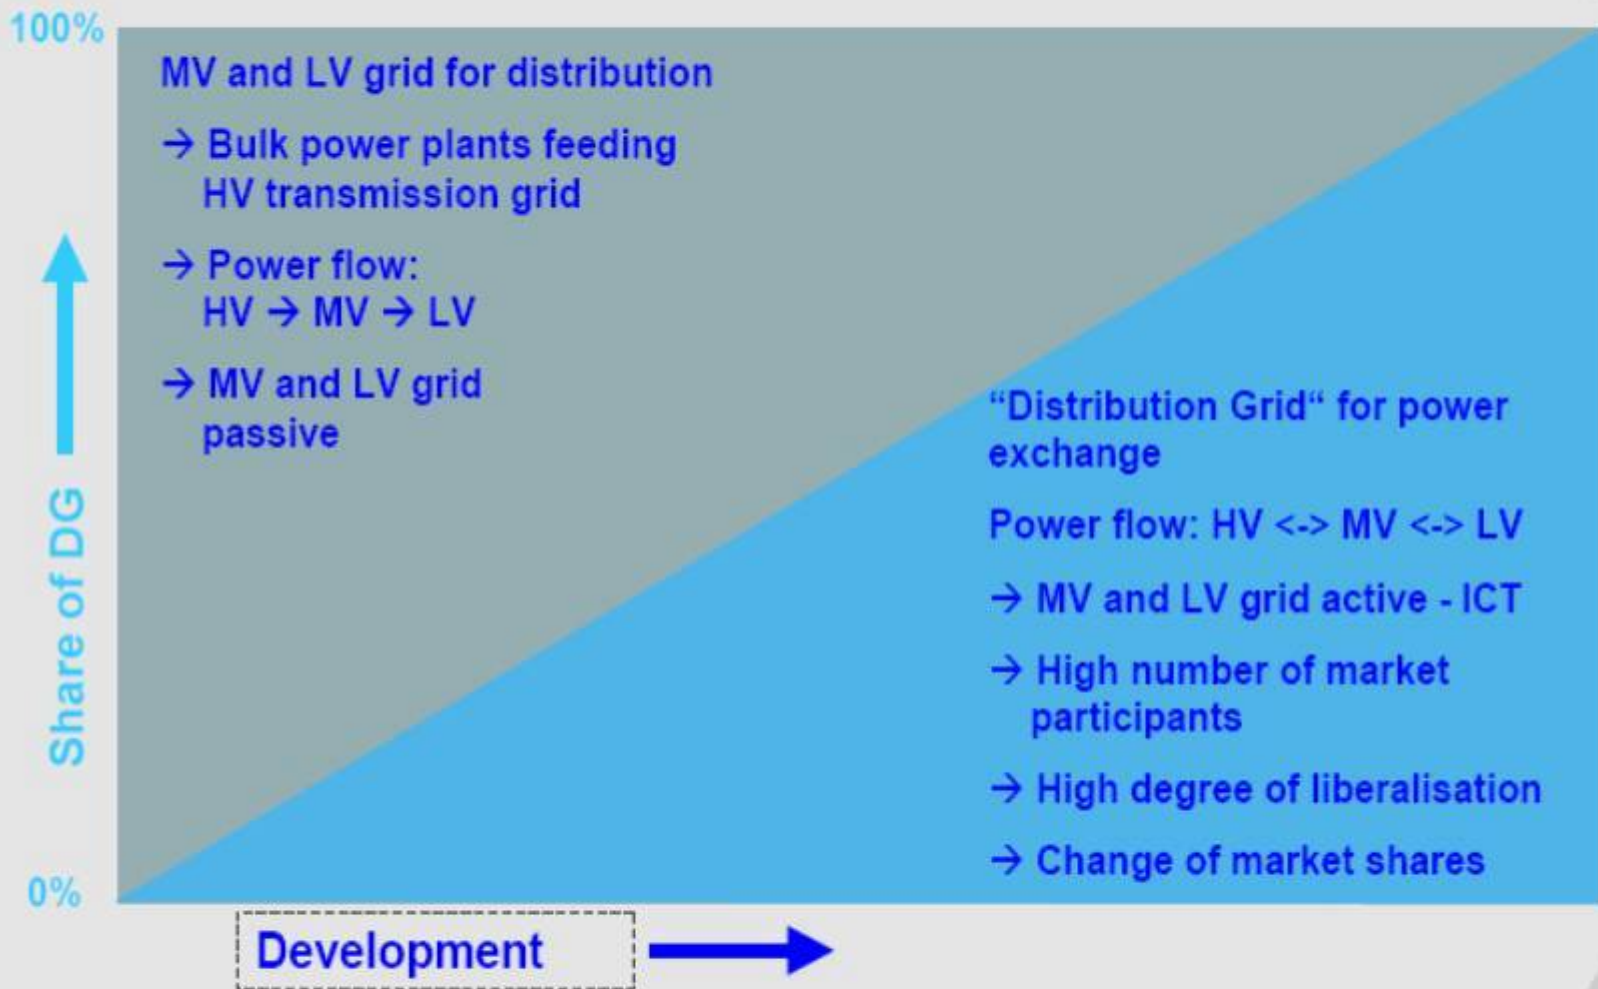 100%
MV and LV grid for distribution
→ Bulk power plants feeding
HV transmission grid
→ Power flow:
HV → MV → LV
→ MV and LV grid
passive
Share of DG
“Distribution Grid“ for power
exchange
Power flow: HV <-> MV <-> LV
→ MV and LV grid active - ICT
→ High number of market
participants
→ High degree of liberalisation
→ Change of market shares
0%
Development